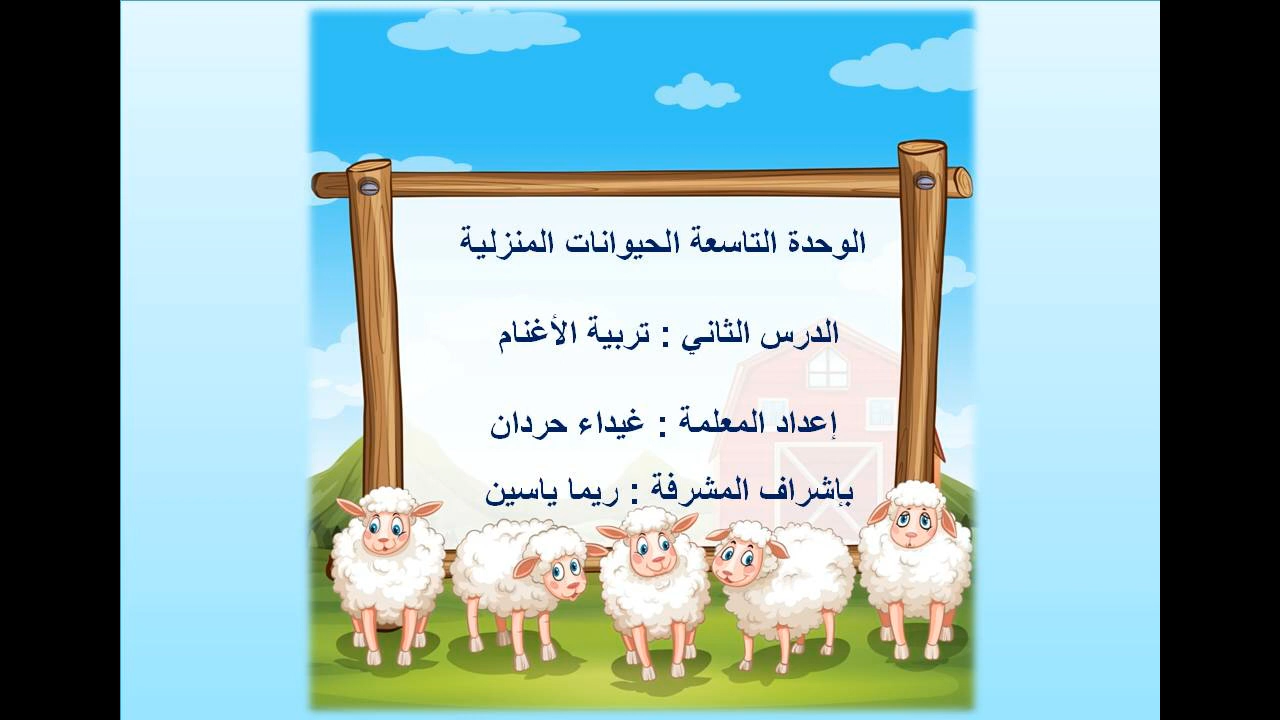 الوحدة التاسعة الحيوانات المنزلية
الدرس الثاني : تربية الأغنام
إعداد المعلمة : غيداء حردان
بإشراف المشرفة : ريما ياسين